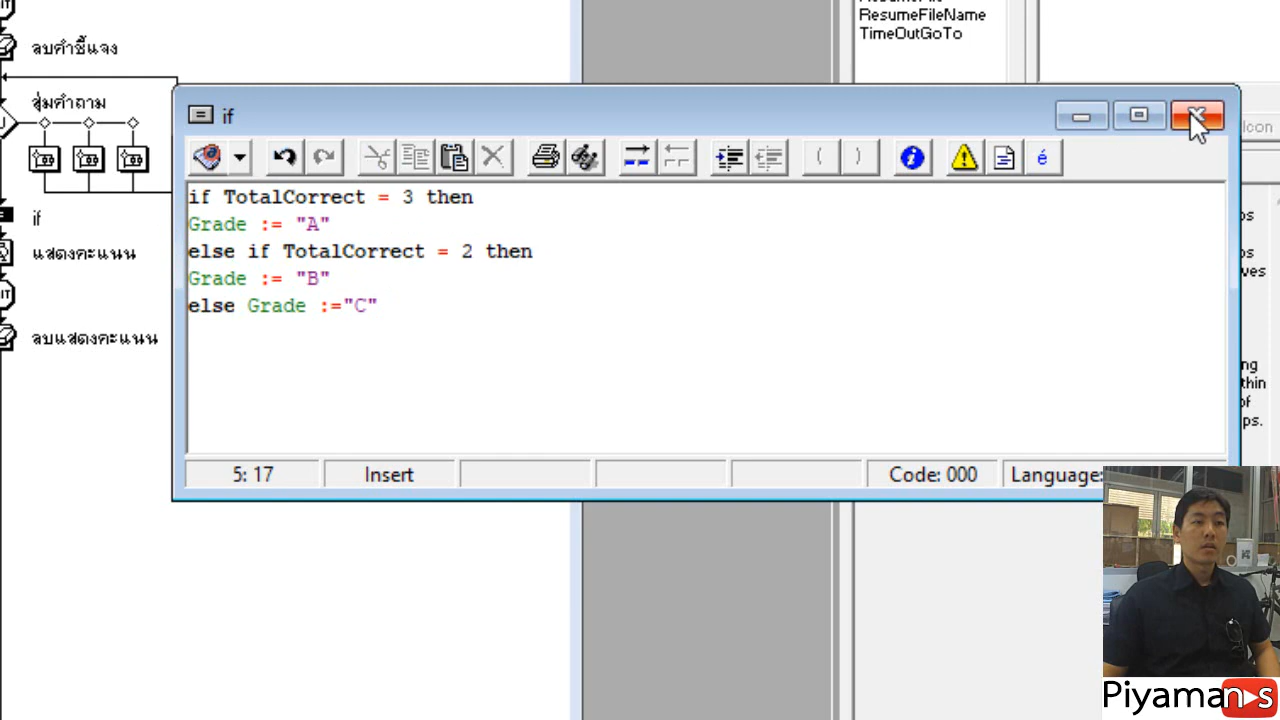 ResumeFileName
TimeOutGoTo
ลบคำชี้แจง
สุ่มคำถาม
if
แสดงคะแนน
ลบแสดงคะแนน
if
if TotalCorrect = 3 then
Grade := "A"
else if TotalCorrect = 2 then
Grade := "B"
else Grade :="C"
5: 17
Insert
Code: 000
Language:
Icon
Piyamanas